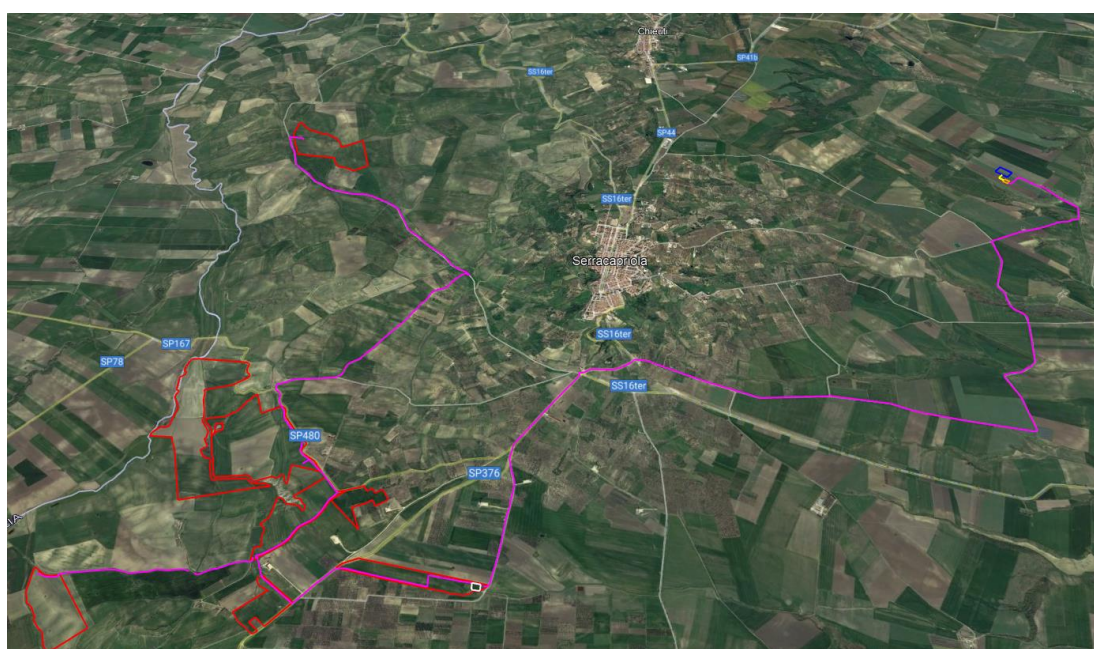 Chieuti
SP41b
SS16ter
SP44
SS16ter
Serracapriola
SS16ter
SP167
SP78
SS16ter
SP480
SP376